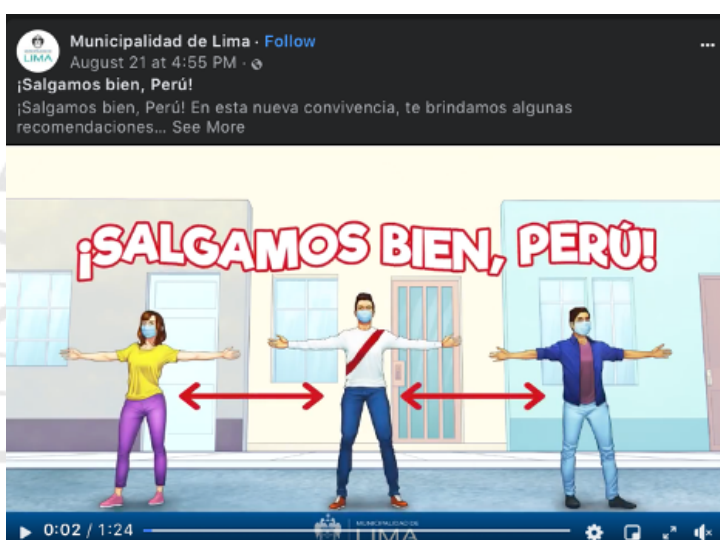 Municipalidad de Lima · Follow
August 21 at 4:55 PM ·
¡Salgamos bien, Perú!
¡Salgamos bien, Perú! En esta nueva convivencia, te brindamos algunas
recomendaciones... See More
LIMA
¡SALGAMOS BIEN, PERÚ!
0:02 / 1:24
MUNICIPALIDAD DE
LIMA